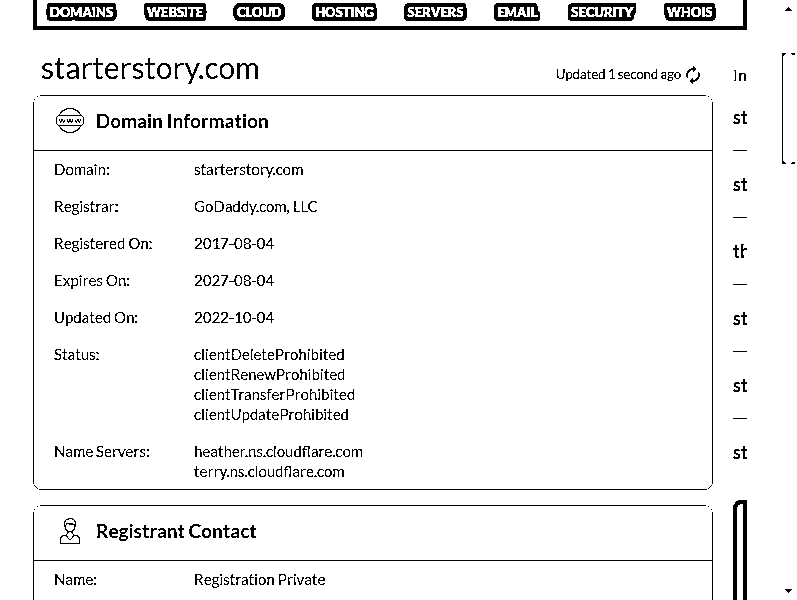 DOMAINS WEBSITE CLOUD HOSTING SERVERS EMAIL SECURITY WHOIS
starterstory.com
Updated 1 second ago
www Domain Information
Domain: starterstory.com
Registrar: GoDaddy.com, LLC
Registered On: 2017-08-04
Expires On: 2027-08-04
Updated On: 2022-10-04
Status: clientDeleteProhibited
clientRenewProhibited
clientTransferProhibited
clientUpdateProhibited
Name Servers: heather.ns.cloudflare.com
terry.ns.cloudflare.com
Registrant Contact
Name: Registration Private
In
st
st
th
st
st
st